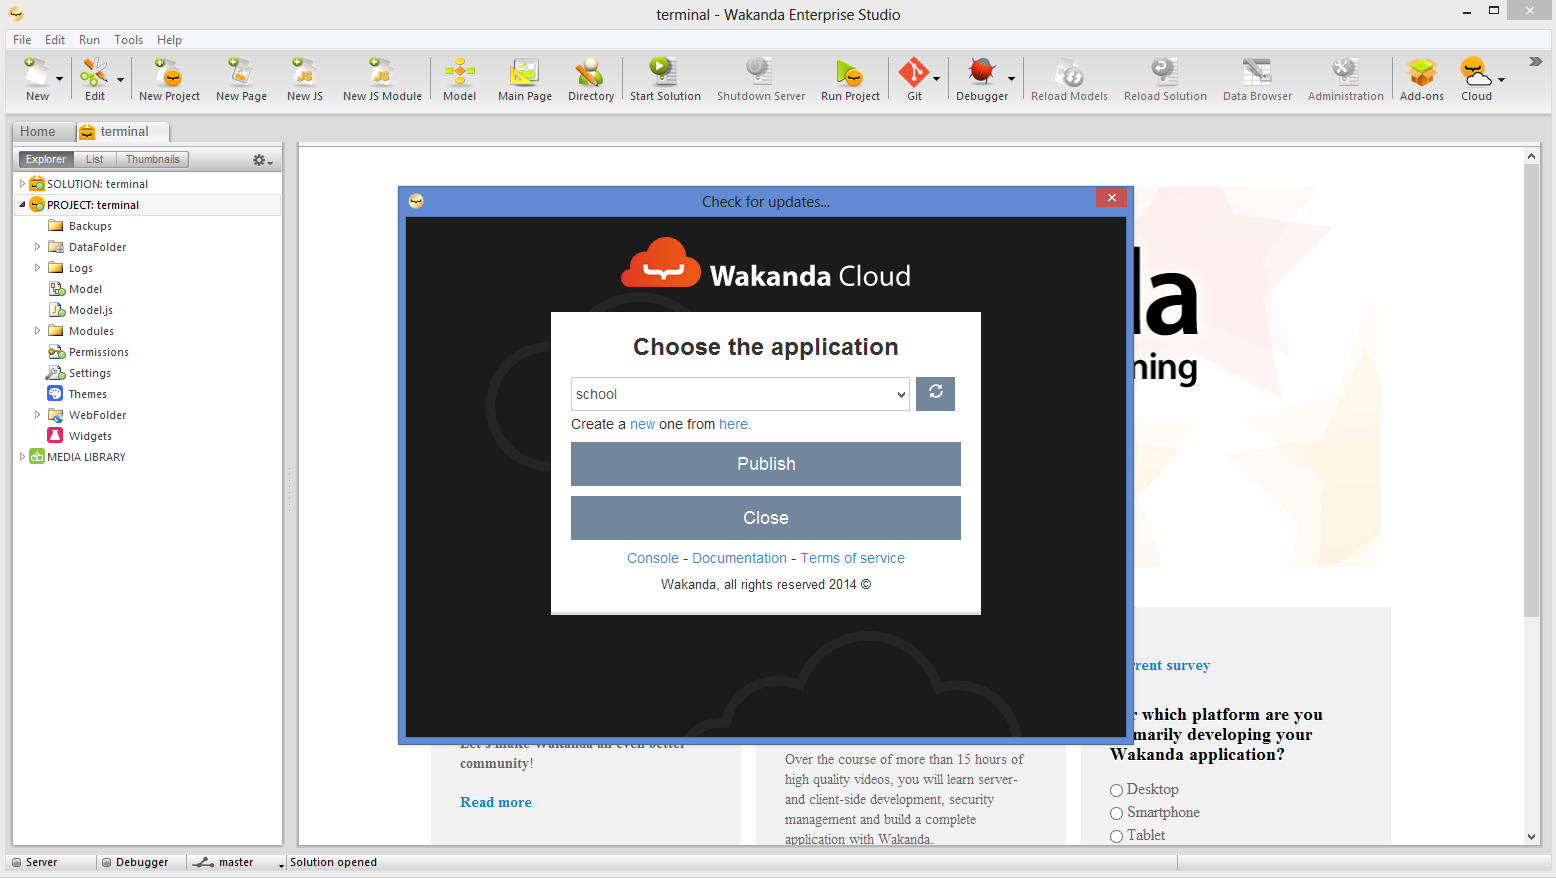 terminal - Wakanda Enterprise Studio
File Edit Run Tools Help
New Edit New Project New Page New JS New JS Module Model Main Page Directory Start Solution Shutdown Server Run Project Git Debugger Reload Models Reload Solution Data Browser Administration Add-ons Cloud
Home terminal
Explorer List Thumbnails
SOLUTION: terminal
PROJECT: terminal
Backups
DataFolder
Logs
Model
Model.js
Modules
Permissions
Settings
Themes
WebFolder
Widgets
MEDIA LIBRARY
Check for updates...
Wakanda Cloud
Choose the application
school
Create a new one from here.
Publish
Close
Console - Documentation - Terms of service
Wakanda, all rights reserved 2014 ©
da
ning
Let's make Wakanda an even better
community!
Read more
Over the course of more than 15 hours of
high quality videos, you will learn server-
and client-side development, security
management and build a complete
application with Wakanda.
rent survey
r which platform are you
marily developing your
Wakanda application?
Desktop
Smartphone
Tablet
Server Debugger master Solution opened